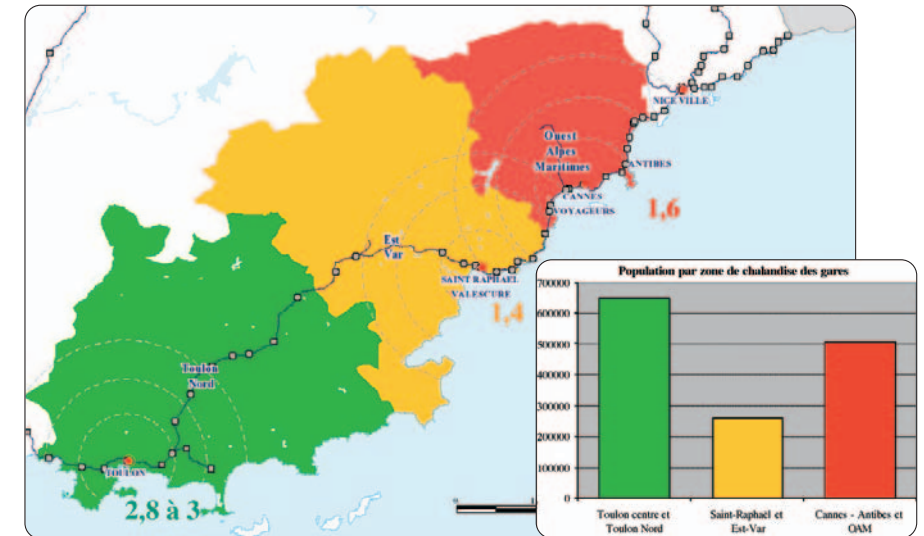 NICE VILLE
Ouest
Alpes
Maritimes
ANTIBES
CANNES
VOYAGEURS
1,6
Est
Var
SAINT RAPHAEL
VALESCURE
1,4
Toulon
Nord
TOULON
2,8 à 3
0
Population par zone de chalandise des gares
700000
600000
500000
400000
300000
200000
100000
0
Toulon centre et
Toulon Nord
Saint-Raphaël et
Est-Var
Cannes - Antibes et
OAM